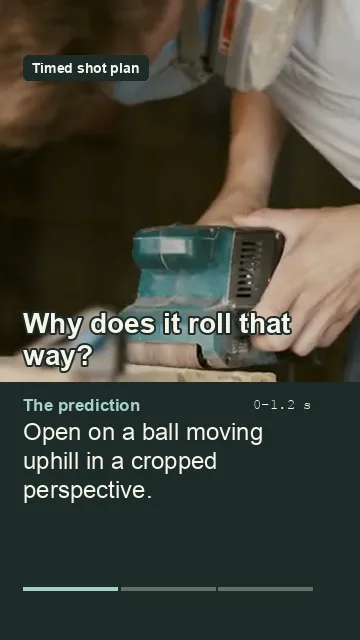 Timed shot plan
Why does it roll that
way?
The prediction
0–1.2 s
Open on a ball moving
uphill in a cropped
perspective.